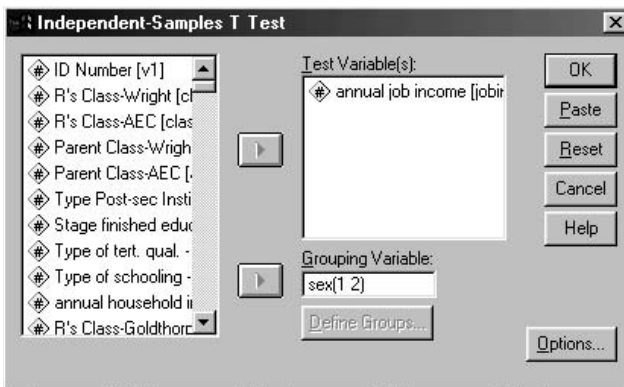 Independent-Samples T Test
ID Number [v1]
R's Class-Wright [cl
R's Class-AEC [clas
Parent Class-Wrigh
Parent Class-AEC [
Type Post-sec Insti
Stage finished educ
Type of tert. qual. -
Type of schooling -
annual household i
R's Class-Goldthorp
Test Variable(s):
annual job income [jobin
Grouping Variable:
sex(1 2)
Define Groups...
OK
Paste
Reset
Cancel
Help
Options...